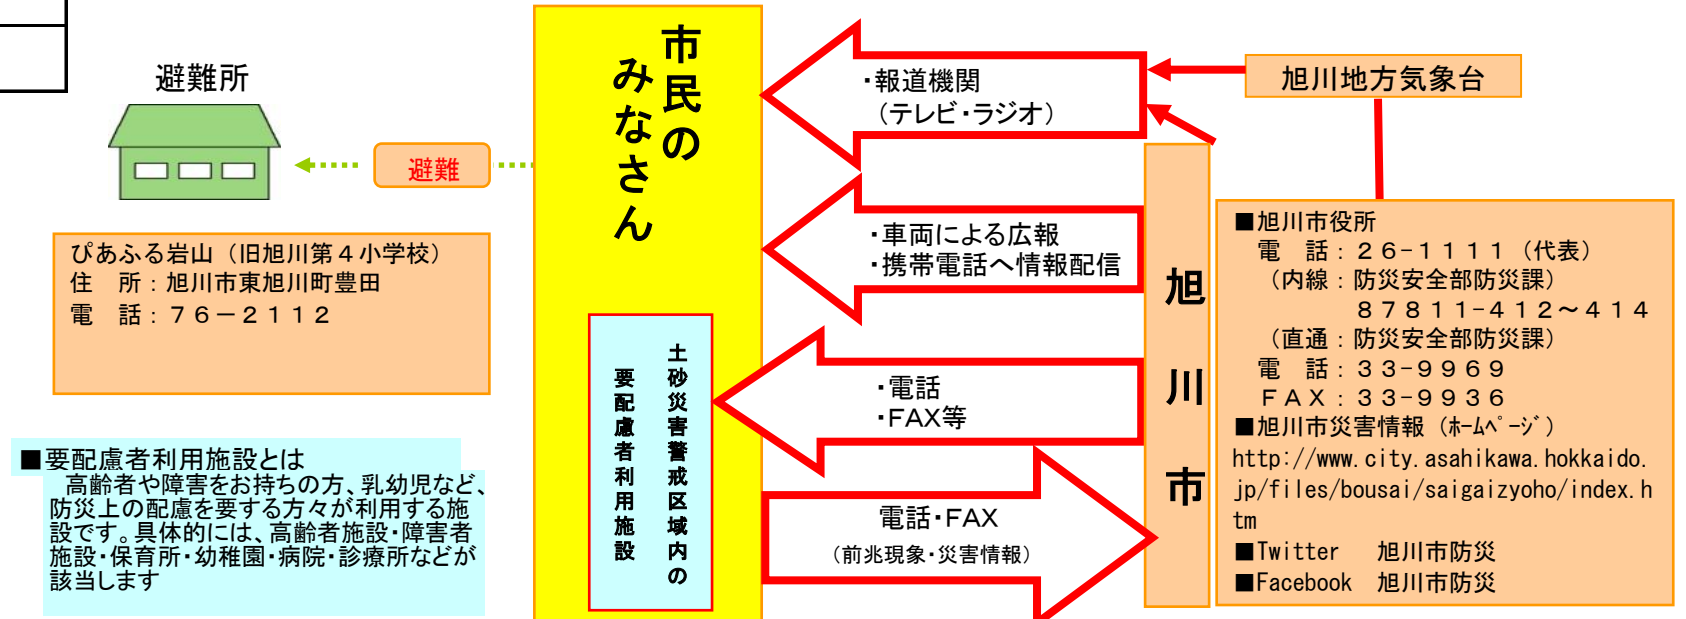 避難所
避難
ぴあふる岩山（旧旭川第４小学校）
住　所：旭川市東旭川町豊田
電　話：７６－２１１２
■要配慮者利用施設とは
高齢者や障害をお持ちの方、乳幼児など、
防災上の配慮を要する方々が利用する施
設です。具体的には、高齢者施設・障害者
施設・保育所・幼稚園・病院・診療所などが
該当します
市民の
みなさん
土砂災害警戒区域内の
要配慮者利用施設
・報道機関
（テレビ・ラジオ）
・車両による広報
・携帯電話へ情報配信
・電話
・FAX等
電話・FAX
（前兆現象・災害情報）
旭川市
旭川地方気象台
■旭川市役所
電　話：２６-１１１１（代表）
（内線：防災安全部防災課）
８７８１１-４１２～４１４
（直通：防災安全部防災課）
電　話：３３-９９６９
ＦＡＸ：３３-９９３６
■旭川市災害情報（ﾎｰﾑﾍﾟｰｼﾞ）
http://www.city.asahikawa.hokkaido.
jp/files/bousai/saigaizyoho/index.h
tm
■Twitter　旭川市防災
■Facebook　旭川市防災